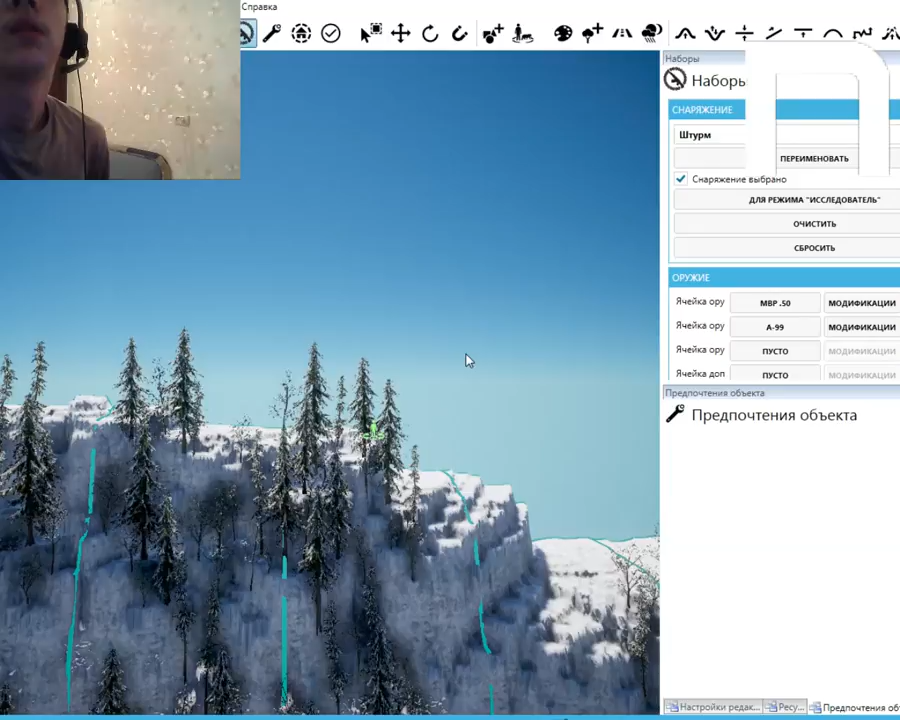 Справка
Наборы
Наборы
СНАРЯЖЕНИЕ
Штурм
ПЕРЕИМЕНОВАТЬ
Снаряжение выбрано
ДЛЯ РЕЖИМА "ИССЛЕДОВАТЕЛЬ"
ОЧИСТИТЬ
СБРОСИТЬ
ОРУЖИЕ
Ячейка ору МВР .50 МОДИФИКАЦИИ
Ячейка ору А-99 МОДИФИКАЦИИ
Ячейка ору ПУСТО МОДИФИКАЦИИ
Ячейка доп ПУСТО МОДИФИКАЦИИ
Предпочтения объекта
Предпочтения объекта
Настройки редак... Ресу... Предпочтения об